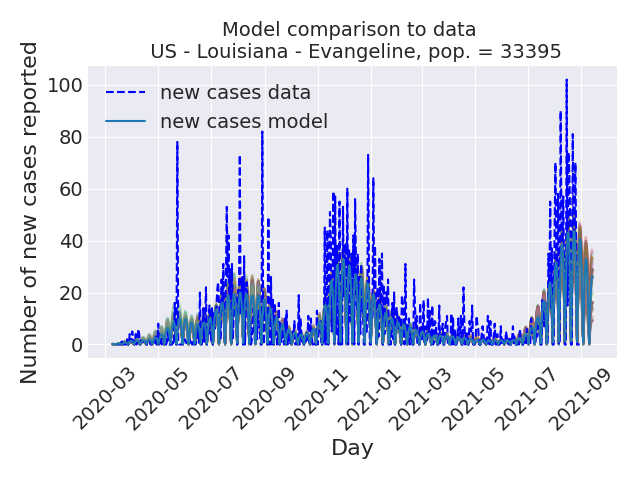 Model comparison to data
US - Louisiana - Evangeline, pop. = 33395
Number of new cases reported
100
80
60
40
20
0
new cases data
new cases model
2020-03
2020-05
2020-07
2020-09
2020-11
2021-01
2021-03
2021-05
2021-07
2021-09
Day